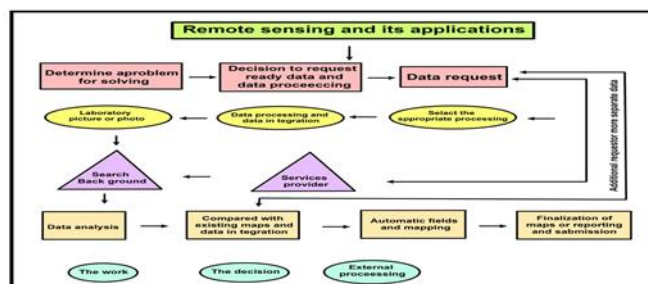 Remote sensing and its applications
Determine aproblem
for solving
Decision to request
ready data and
data proceeccing
Data request
Laboratory
picture or photo
Data processing and
data in tegration
Setact the
appropriate processing
Search
Back ground
Services
provider
Additional requestor more separate data
Data analysis
Compared with
existing maps and
data in tegration
Automatic fields
and mapping
Finalization of
maps or reporting
and submission
The work
The decision
External
proceessing